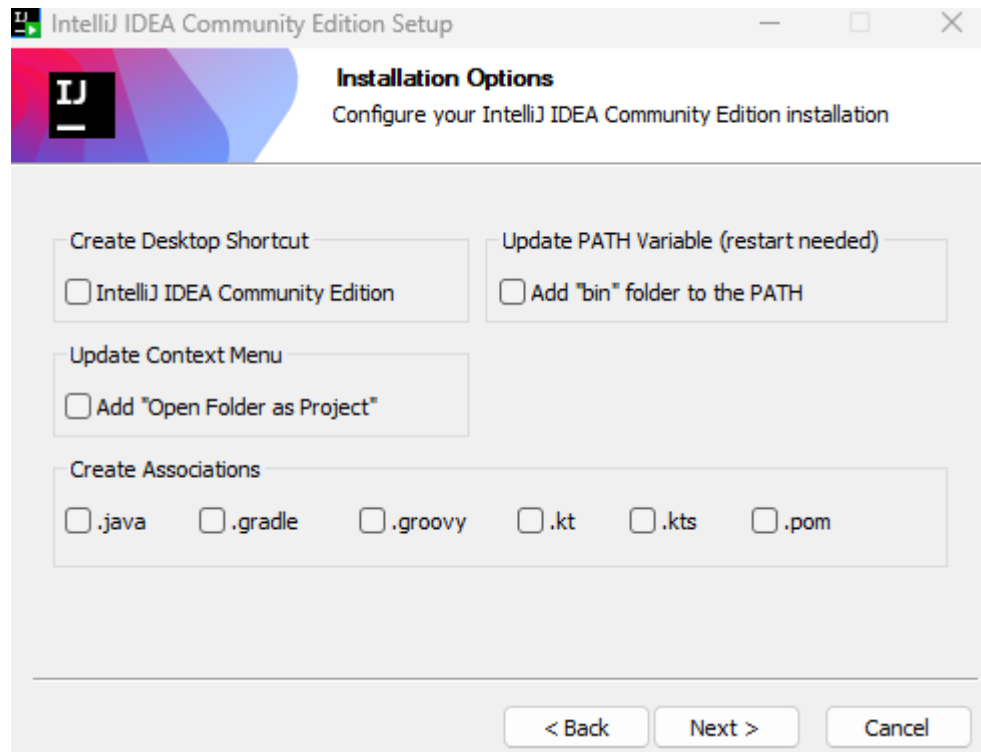 IntelliJ IDEA Community Edition Setup
IJ
Installation Options
Configure your IntelliJ IDEA Community Edition installation
Create Desktop Shortcut
IntelliJ IDEA Community Edition
Update PATH Variable (restart needed)
Add "bin" folder to the PATH
Update Context Menu
Add "Open Folder as Project"
Create Associations
.java .gradle .groovy .kt .kts .pom
< Back Next > Cancel